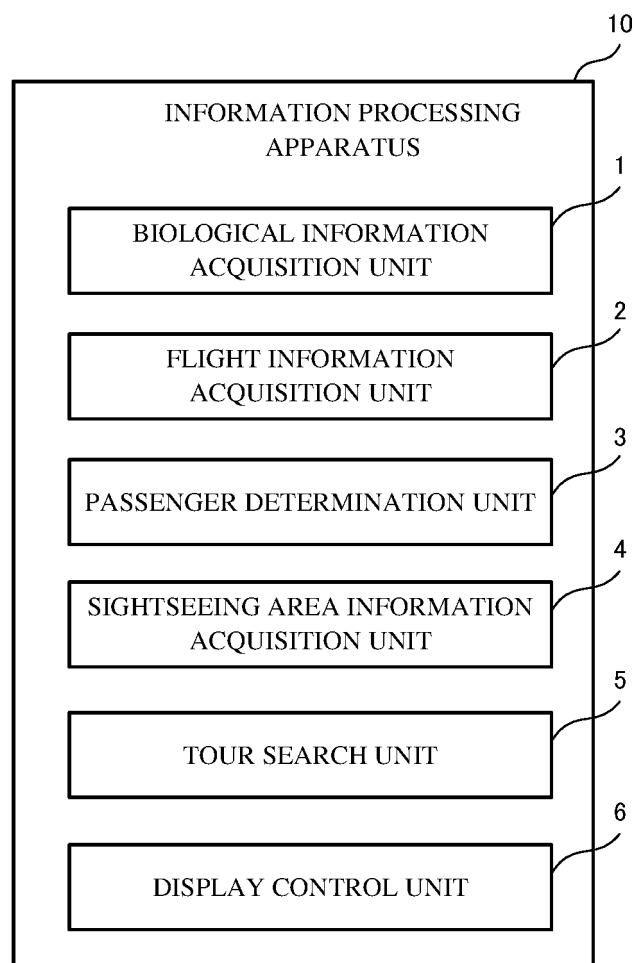 10
INFORMATION PROCESSING
APPARATUS
1
BIOLOGICAL INFORMATION
ACQUISITION UNIT
2
FLIGHT INFORMATION
ACQUISITION UNIT
3
PASSENGER DETERMINATION UNIT
4
SIGHTSEEING AREA INFORMATION
ACQUISITION UNIT
5
TOUR SEARCH UNIT
6
DISPLAY CONTROL UNIT